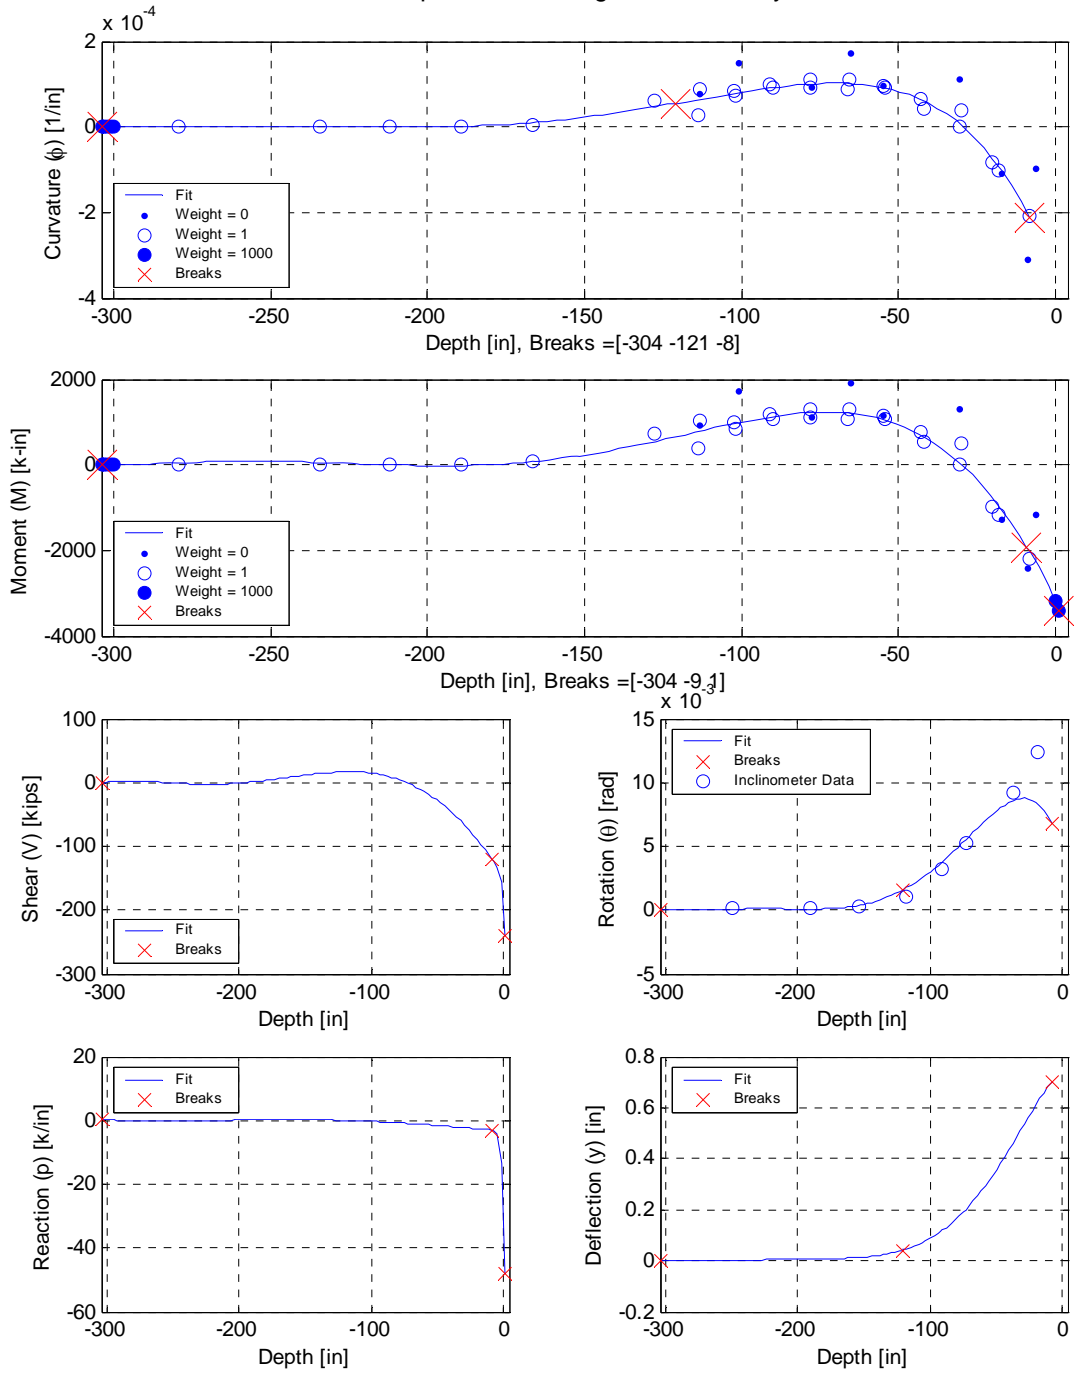 x 10⁻⁴
2
0
-2
-4
Curvature (ϕ) [1/in]
Fit
Weight = 0
Weight = 1
Weight = 1000
Breaks
-300 -250 -200 -150 -100 -50 0
Depth [in], Breaks =[-304 -121 -8]
2000
0
-2000
-4000
Moment (M) [k-in]
Fit
Weight = 0
Weight = 1
Weight = 1000
Breaks
-300 -250 -200 -150 -100 -50 0
Depth [in], Breaks =[-304 -9 1]
100
0
-100
-200
-300
Shear (V) [kips]
Fit
Breaks
-300 -200 -100 0
Depth [in]
x 10⁻³
15
10
5
0
-5
Rotation (θ) [rad]
Fit
Breaks
Inclinometer Data
-300 -200 -100 0
Depth [in]
20
0
-20
-40
-60
Reaction (p) [k/in]
Fit
Breaks
-300 -200 -100 0
Depth [in]
0.8
0.6
0.4
0.2
0
-0.2
Deflection (y) [in]
Fit
Breaks
-300 -200 -100 0
Depth [in]